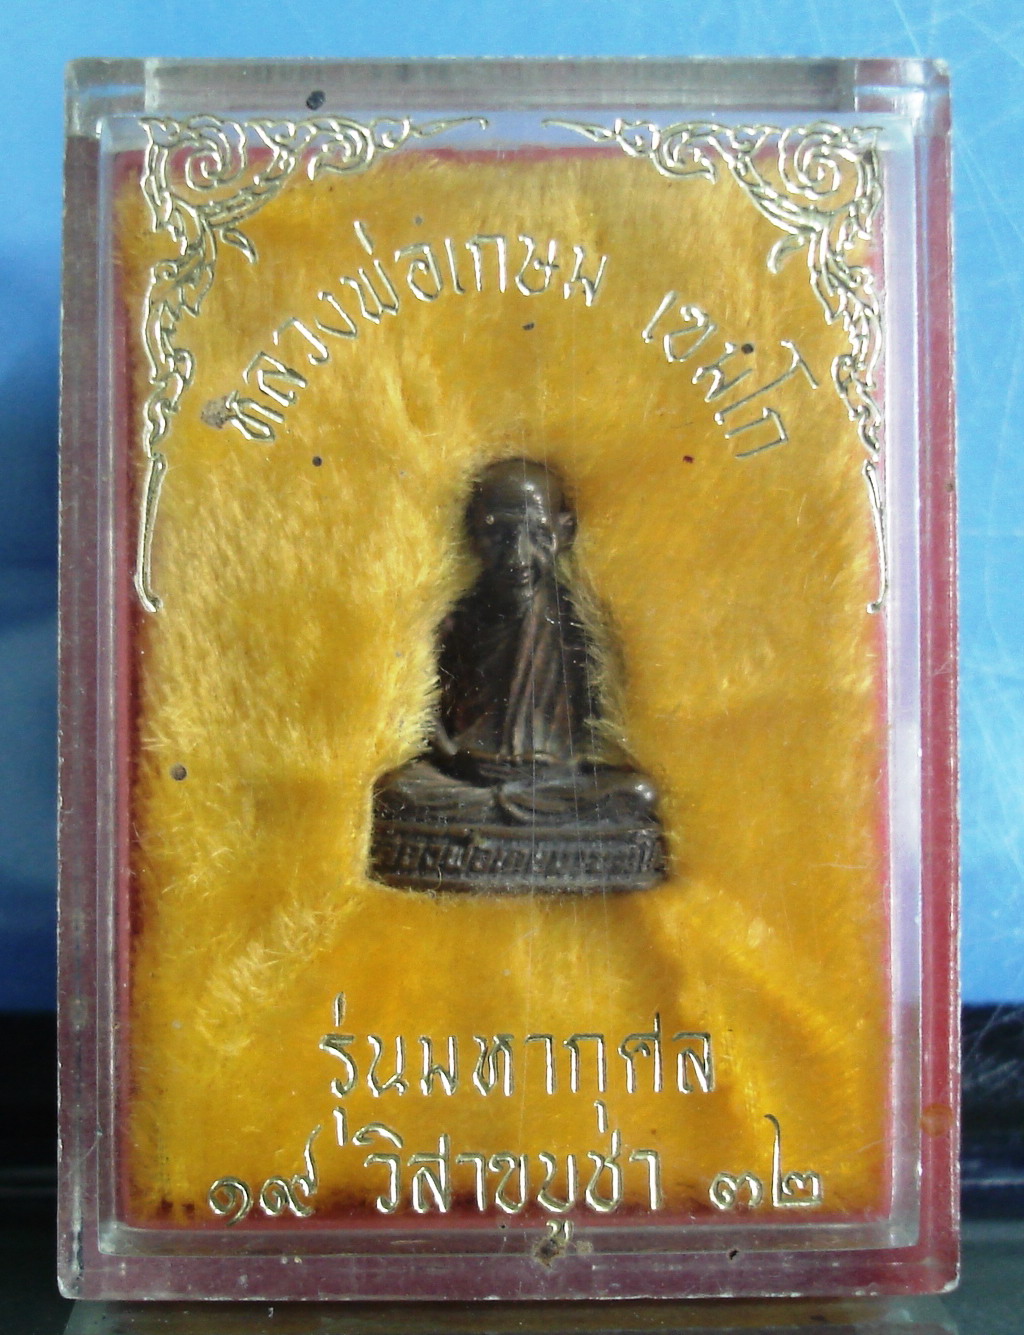 หลวงพ่อเกษม เขมโก
รุ่นมหากุศล
๑๙ วิสาขบูชา ๓๒